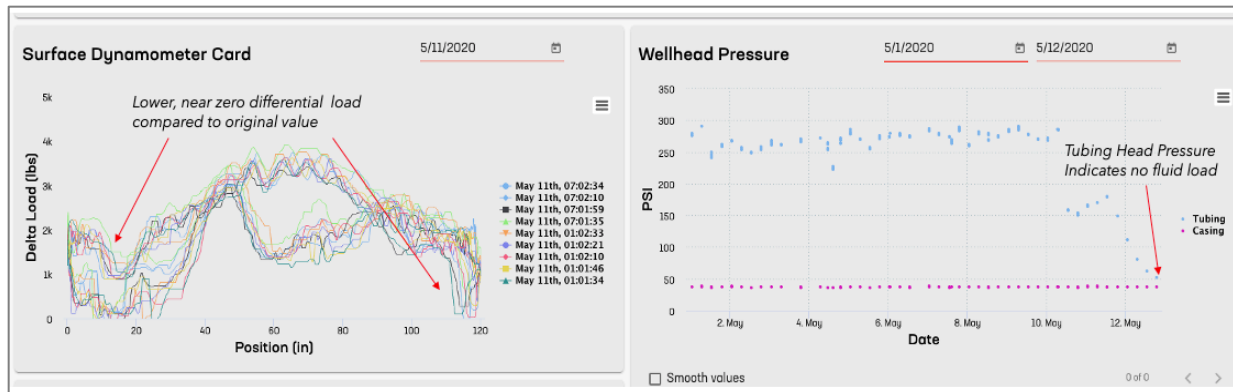 Surface Dynamometer Card
5/11/2020
Lower, near zero differential load
compared to original value
5k
4k
3k
2k
1k
0
Delta Load (lbs)
0
20
40
60
80
100
120
Position (in)
May 11th, 07:02:34
May 11th, 07:02:10
May 11th, 07:01:59
May 11th, 07:01:35
May 11th, 01:02:33
May 11th, 01:02:21
May 11th, 01:02:10
May 11th, 01:01:46
May 11th, 01:01:34
Wellhead Pressure
5/1/2020
5/12/2020
350
300
250
200
150
100
50
0
PSI
Tubing Head Pressure
Indicates no fluid load
Tubing
Casing
2. May
4. May
6. May
8. May
10. May
12. May
Date
Smooth values
0 of 0